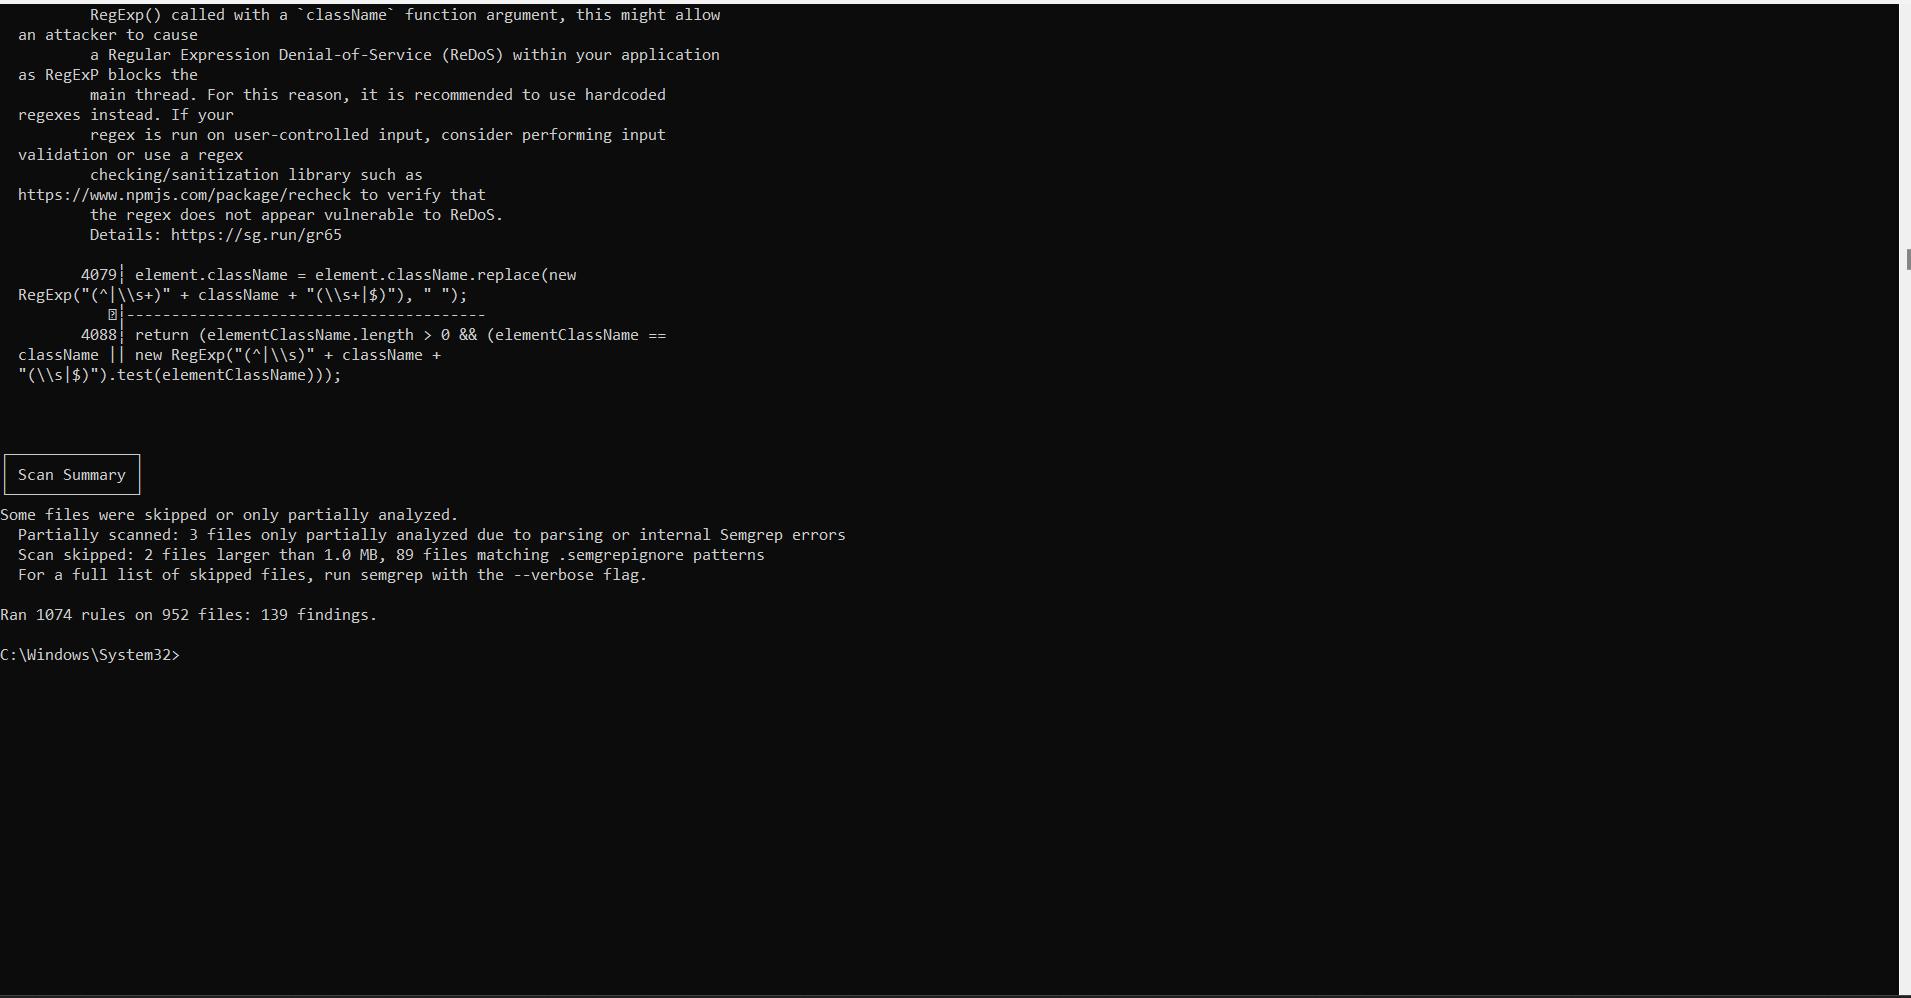 RegExp() called with a `className` function argument, this might allow
an attacker to cause
a Regular Expression Denial-of-Service (ReDoS) within your application
as RegExP blocks the
main thread. For this reason, it is recommended to use hardcoded
regexes instead. If your
regex is run on user-controlled input, consider performing input
validation or use a regex
checking/sanitization library such as
https://www.npmjs.com/package/recheck to verify that
the regex does not appear vulnerable to ReDoS.
Details: https://sg.run/gr65
4079¦ element.className = element.className.replace(new
RegExp("(^|\\s+)" + className + "(\\s+|$)"), " ");
⍰¦----------------------------------------
4088¦ return (elementClassName.length > 0 && (elementClassName ==
className || new RegExp("(^|\\s)" + className +
"(\\s|$)").test(elementClassName)));
Scan Summary
Some files were skipped or only partially analyzed.
Partially scanned: 3 files only partially analyzed due to parsing or internal Semgrep errors
Scan skipped: 2 files larger than 1.0 MB, 89 files matching .semgrepignore patterns
For a full list of skipped files, run semgrep with the --verbose flag.
Ran 1074 rules on 952 files: 139 findings.
C:\Windows\System32>